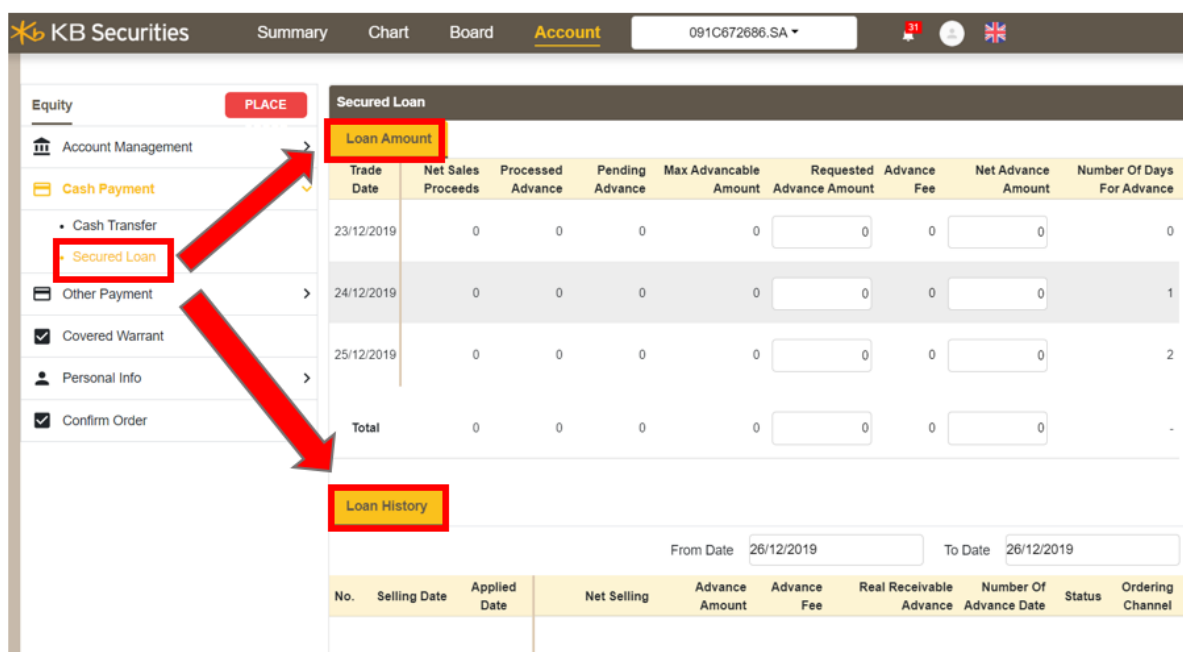 KB Securities Summary Chart Board Account 091C672686.SA 31
Equity PLACE
Account Management
Cash Payment
Cash Transfer
Secured Loan
Other Payment
Covered Warrant
Personal Info
Confirm Order
Secured Loan
Loan Amount
Trade Net Sales Processed Pending Max Advancable Requested Advance Net Advance Number Of Days
Date Proceeds Advance Advance Amount Advance Amount Fee Amount For Advance
23/12/2019 0 0 0 0 0 0 0 0
24/12/2019 0 0 0 0 0 0 0 1
25/12/2019 0 0 0 0 0 0 0 2
Total 0 0 0 0 0 0 0 -
Loan History
From Date 26/12/2019 To Date 26/12/2019
No. Selling Date Applied Date Net Selling Advance Amount Advance Fee Real Receivable Advance Number Of Advance Date Status Ordering Channel